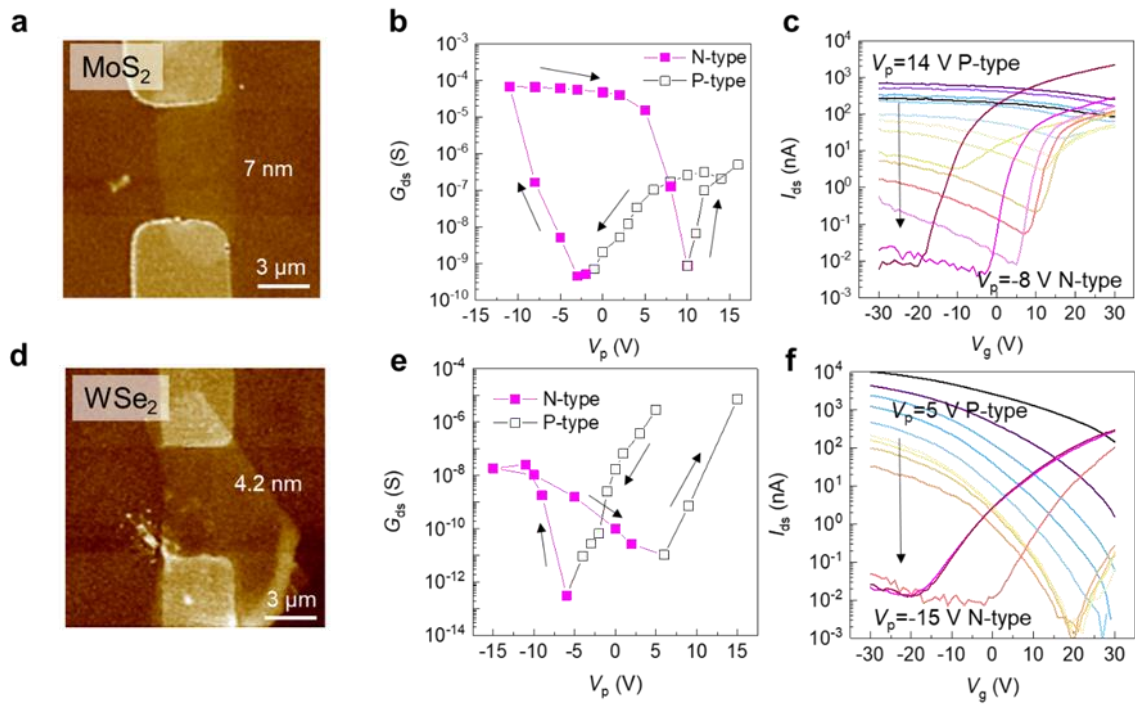 a
MoS2
7 nm
3 µm
b
10⁻³
10⁻⁴
10⁻⁵
10⁻⁶
10⁻⁷
10⁻⁸
10⁻⁹
10⁻¹⁰
Gds (S)
N-type
P-type
-15 -10 -5 0 5 10 15
Vp (V)
c
10⁴
10³
10²
10¹
10⁰
10⁻¹
10⁻²
10⁻³
Ids (nA)
Vp=14 V P-type
Vp=-8 V N-type
-30 -20 -10 0 10 20 30
Vg (V)
d
WSe2
4.2 nm
3 µm
e
10⁻⁴
10⁻⁶
10⁻⁸
10⁻¹⁰
10⁻¹²
10⁻¹⁴
Gds (S)
N-type
P-type
-15 -10 -5 0 5 10 15
Vp (V)
f
10⁴
10³
10²
10¹
10⁰
10⁻¹
10⁻²
10⁻³
Ids (nA)
Vp=5 V P-type
Vp=-15 V N-type
-30 -20 -10 0 10 20 30
Vg (V)